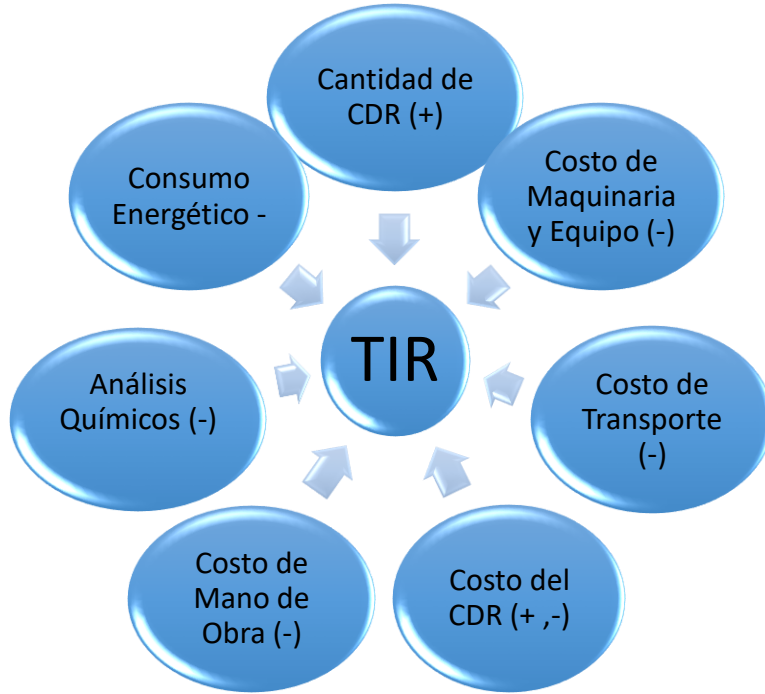 Cantidad de
CDR (+)
Costo de
Maquinaria
y Equipo (-)
Costo de
Transporte
(-)
Costo del
CDR (+ ,-)
Costo de
Mano de
Obra (-)
Análisis
Químicos (-)
Consumo
Energético -
TIR